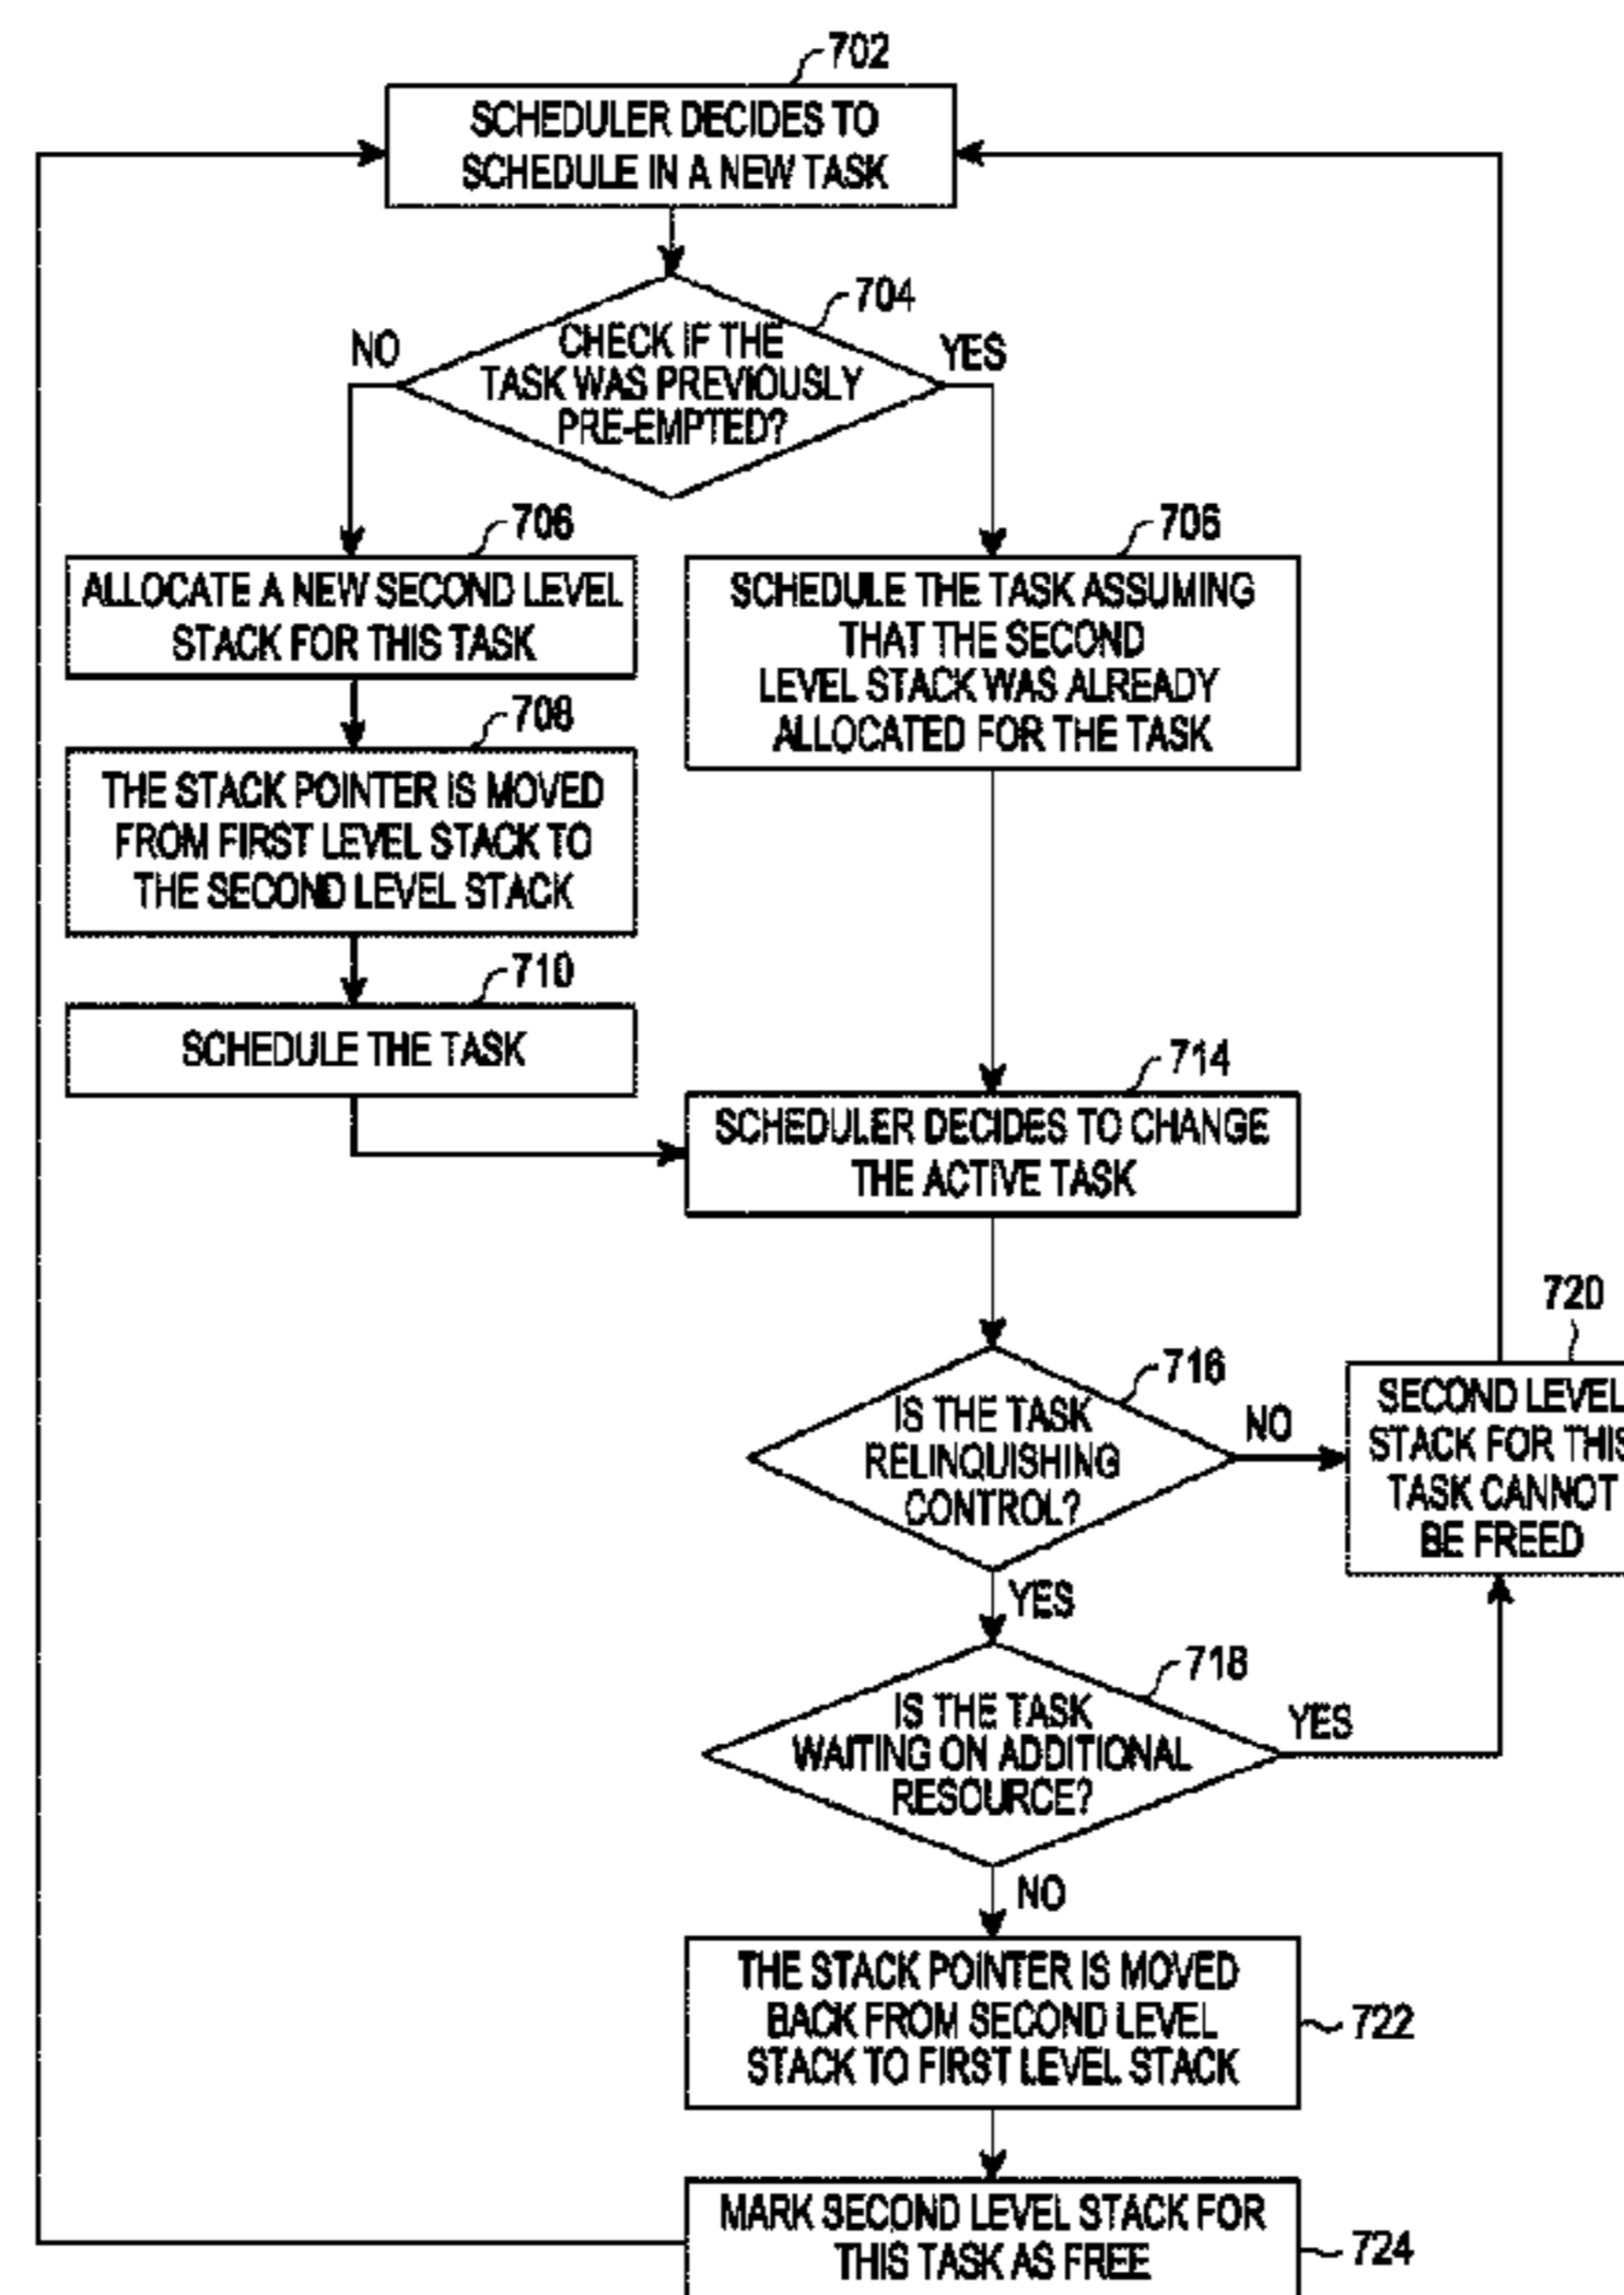 702
SCHEDULER DECIDES TO
SCHEDULE IN A NEW TASK
704
CHECK IF THE
TASK WAS PREVIOUSLY
PRE-EMPTED?
NO
YES
706
ALLOCATE A NEW SECOND LEVEL
STACK FOR THIS TASK
706
SCHEDULE THE TASK ASSUMING
THAT THE SECOND
LEVEL STACK WAS ALREADY
ALLOCATED FOR THE TASK
708
THE STACK POINTER IS MOVED
FROM FIRST LEVEL STACK TO
THE SECOND LEVEL STACK
710
SCHEDULE THE TASK
714
SCHEDULER DECIDES TO CHANGE
THE ACTIVE TASK
716
IS THE TASK
RELINQUISHING
CONTROL?
NO
YES
720
SECOND LEVEL
STACK FOR THIS
TASK CANNOT
BE FREED
718
IS THE TASK
WAITING ON ADDITIONAL
RESOURCE?
YES
NO
THE STACK POINTER IS MOVED
BACK FROM SECOND LEVEL
STACK TO FIRST LEVEL STACK
722
MARK SECOND LEVEL STACK FOR
THIS TASK AS FREE
724